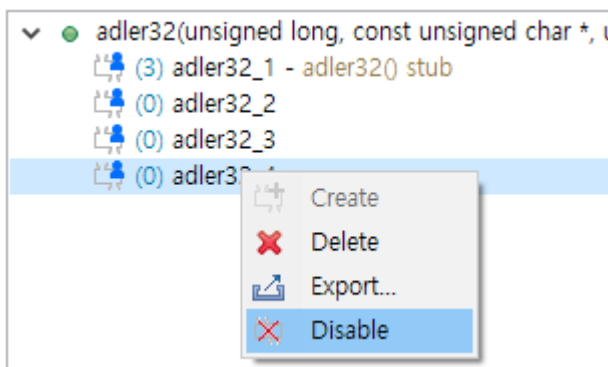 adler32(unsigned long, const unsigned char *,
(3) adler32_1 - adler32() stub
(0) adler32_2
(0) adler32_3
(0)
Create
Delete
Export...
Disable